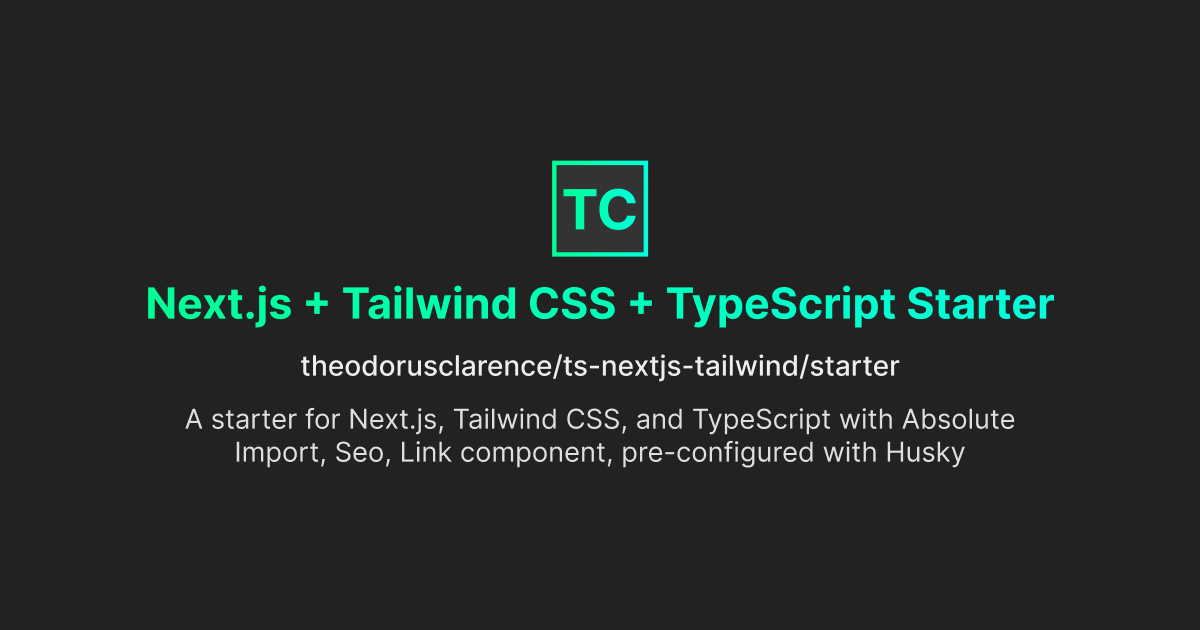 TC
Next.js + Tailwind CSS + TypeScript Starter
theodorusclarence/ts-nextjs-tailwind/starter
A starter for Next.js, Tailwind CSS, and TypeScript with Absolute
Import, Seo, Link component, pre-configured with Husky